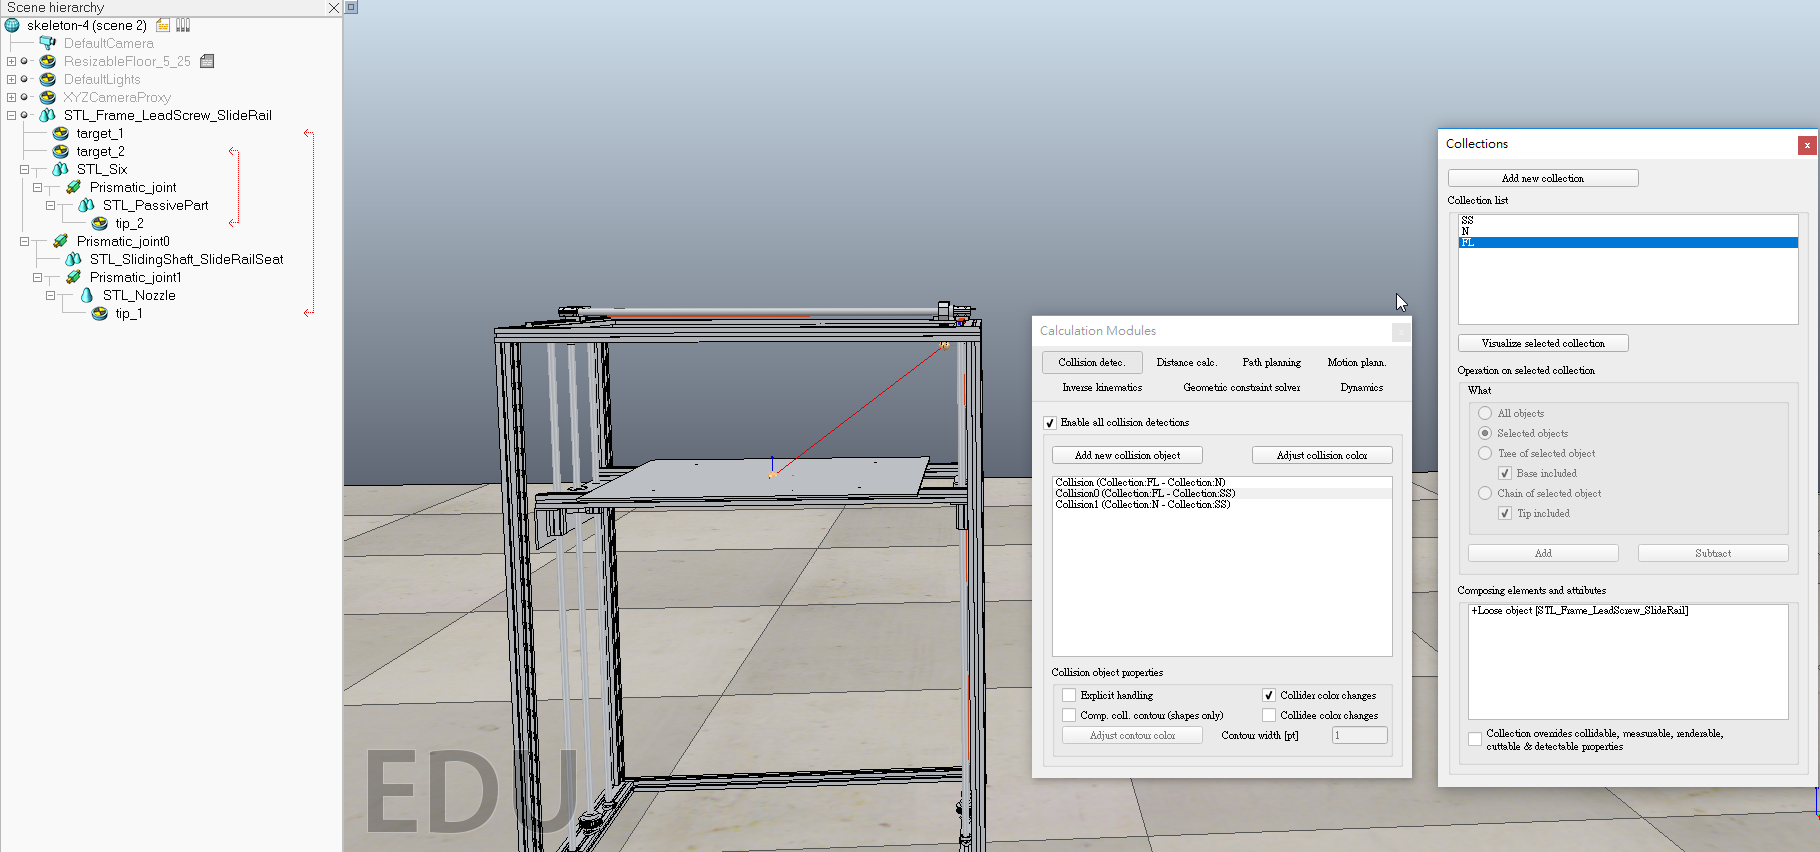 Scene hierarchy
skeleton-4 (scene 2)
DefaultCamera
ResizableFloor_5_25
DefaultLights
XYZCameraProxy
STL_Frame_LeadScrew_SlideRail
target_1
target_2
STL_Six
Prismatic_joint
STL_PassivePart
tip_2
Prismatic_joint0
STL_SlidingShaft_SlideRailSeat
Prismatic_joint1
STL_Nozzle
tip_1
EDU
Calculation Modules
Collision detec.
Distance calc.
Path planning
Motion plann.
Inverse kinematics
Geometric constraint solver
Dynamics
Enable all collision detections
Add new collision object
Adjust collision color
Collision (Collection:FL - Collection:N)
Collision0 (Collection:FL - Collection:SS)
Collision1 (Collection:N - Collection:SS)
Collision object properties
Explicit handling
Collider color changes
Comp. coll. contour (shapes only)
Collidee color changes
Adjust contour color
Contour width [pt]
1
Collections
Add new collection
Collection list
SS
N
FL
Visualize selected collection
Operation on selected collection
What
All objects
Selected objects
Tree of selected object
Base included
Chain of selected object
Tip included
Add
Subtract
Composing elements and attributes
+Loose object [STL_Frame_LeadScrew_SlideRail]
Collection overrides collidable, measurable, renderable,
cuttable & detectable properties